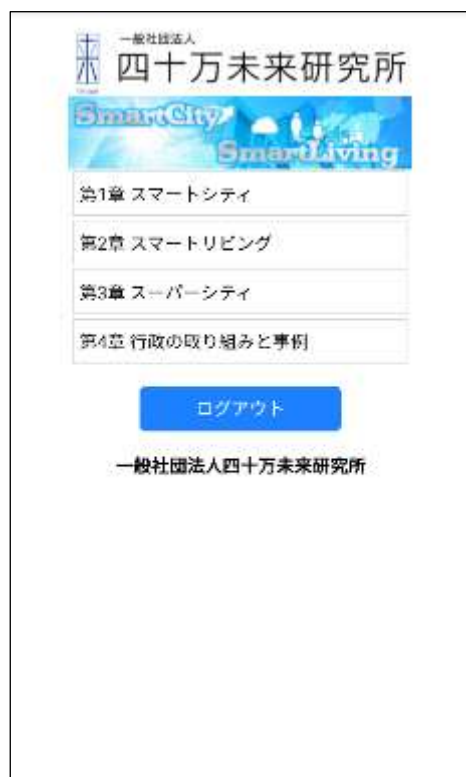 一般社団法人
四十万未来研究所
SmartCity
SmartLiving
第1章 スマートシティ
第2章 スマートリビング
第3章 スーパーシティ
第4章 行政の取り組みと事例
ログアウト
一般社団法人四十万未来研究所